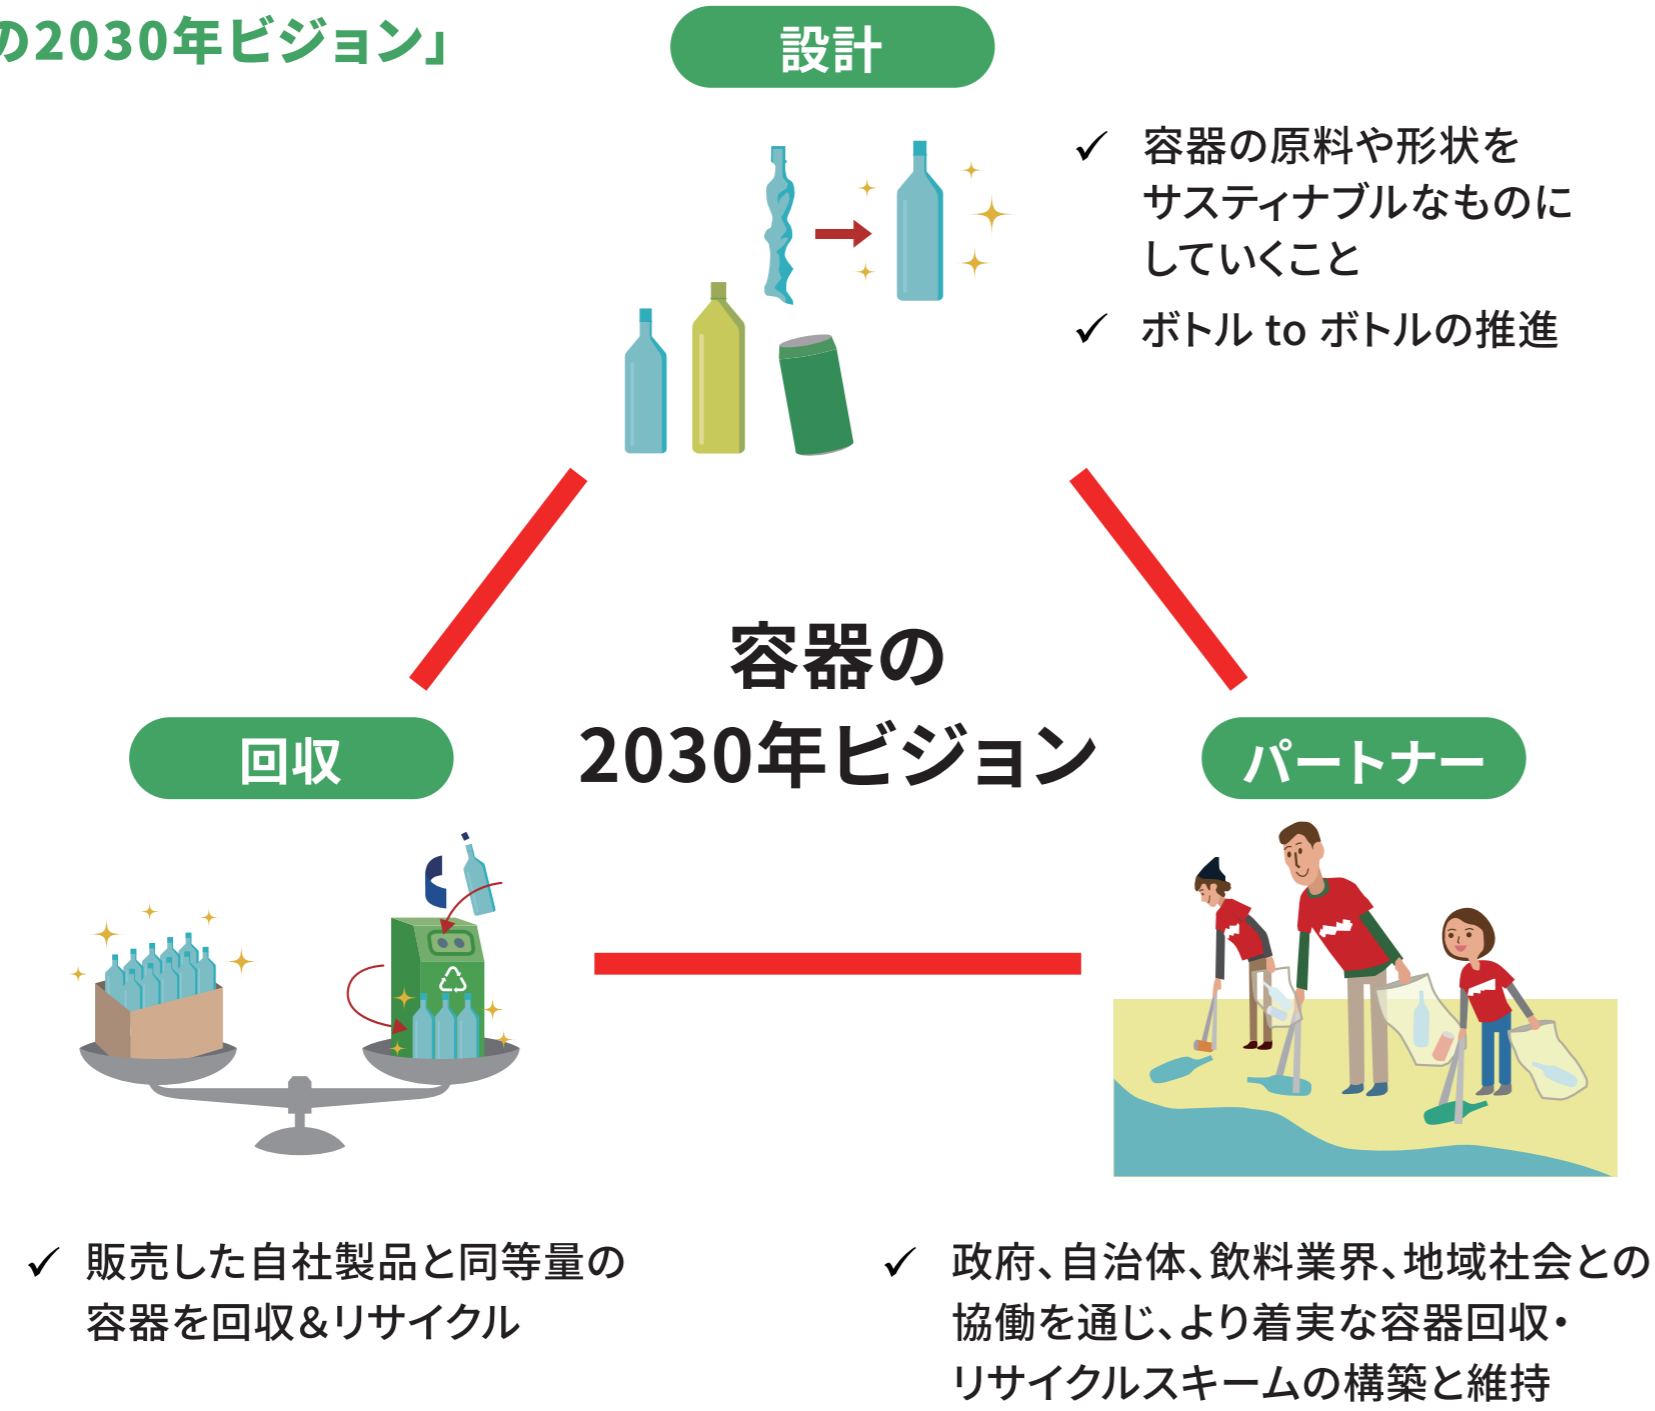 の2030年ビジョン」
設計
✓ 容器の原料や形状を
サスティナブルなものに
していくこと
✓ ボトル to ボトルの推進
容器の
2030年ビジョン
回収
パートナー
✓ 販売した自社製品と同等量の
容器を回収&リサイクル
✓ 政府、自治体、飲料業界、地域社会との
協働を通じ、より着実な容器回収・
リサイクルスキームの構築と維持